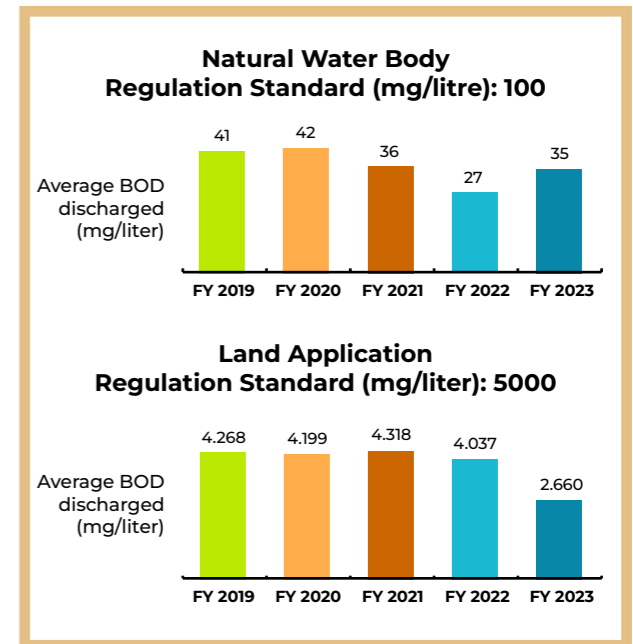 Natural Water Body
Regulation Standard (mg/litre): 100
41
42
36
27
35
Average BOD
discharged
(mg/liter)
FY 2019
FY 2020
FY 2021
FY 2022
FY 2023
Land Application
Regulation Standard (mg/liter): 5000
4.268
4.199
4.318
4.037
2.660
Average BOD
discharged
(mg/liter)
FY 2019
FY 2020
FY 2021
FY 2022
FY 2023